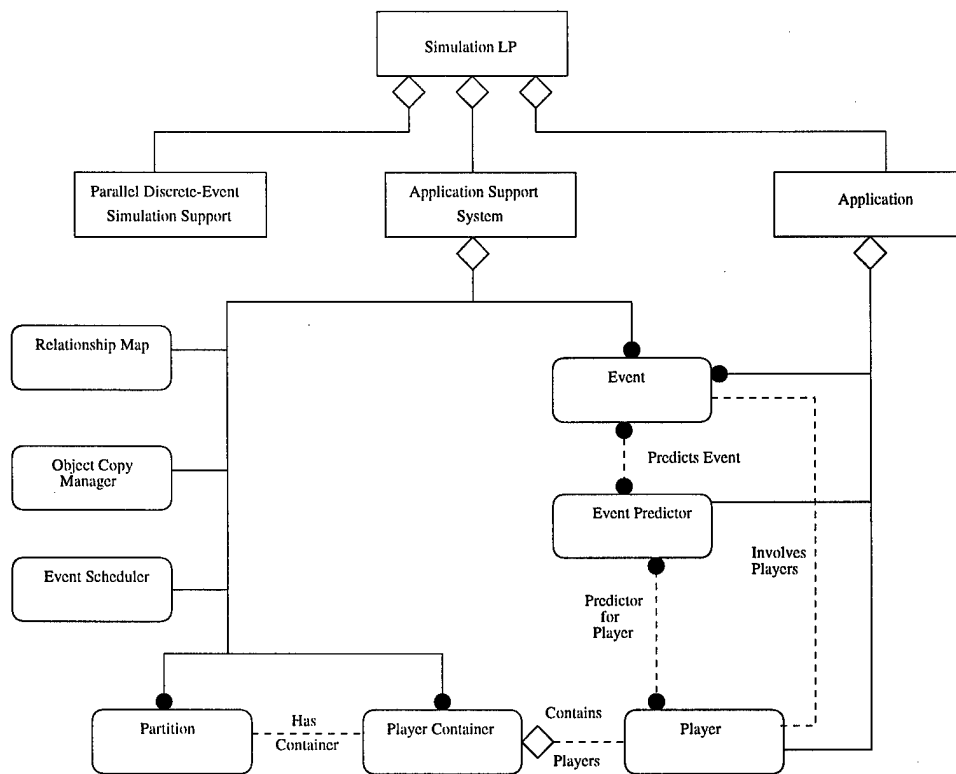 Simulation LP
Parallel Discrete-Event
Simulation Support
Application Support
System
Application
Relationship Map
Event
Object Copy
Manager
Predicts Event
Event Predictor
Event Scheduler
Involves
Players
Predictor
for
Player
Partition
Has
Container
Player Container
Contains
Players
Player